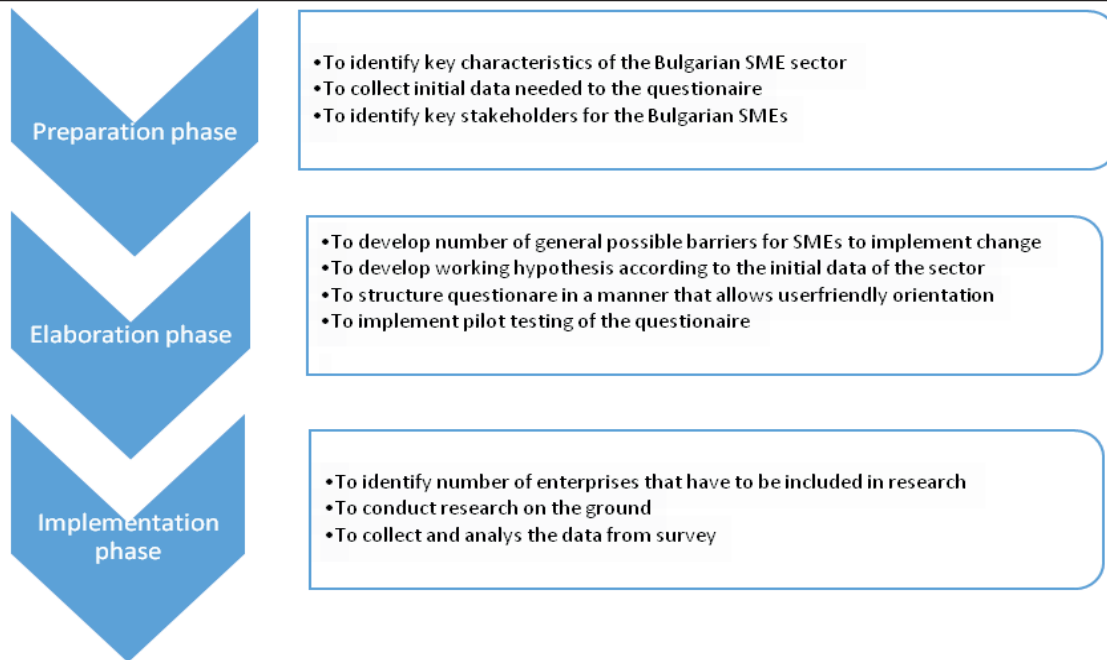 Preparation phase
•To identify key characteristics of the Bulgarian SME sector
•To collect initial data needed to the questionaire
•To identify key stakeholders for the Bulgarian SMEs
Elaboration phase
•To develop number of general possible barriers for SMEs to implement change
•To develop working hypothesis according to the initial data of the sector
•To structure questionare in a manner that allows userfriendly orientation
•To implement pilot testing of the questionaire
Implementation
phase
•To identify number of enterprises that have to be included in research
•To conduct research on the ground
•To collect and analys the data from survey